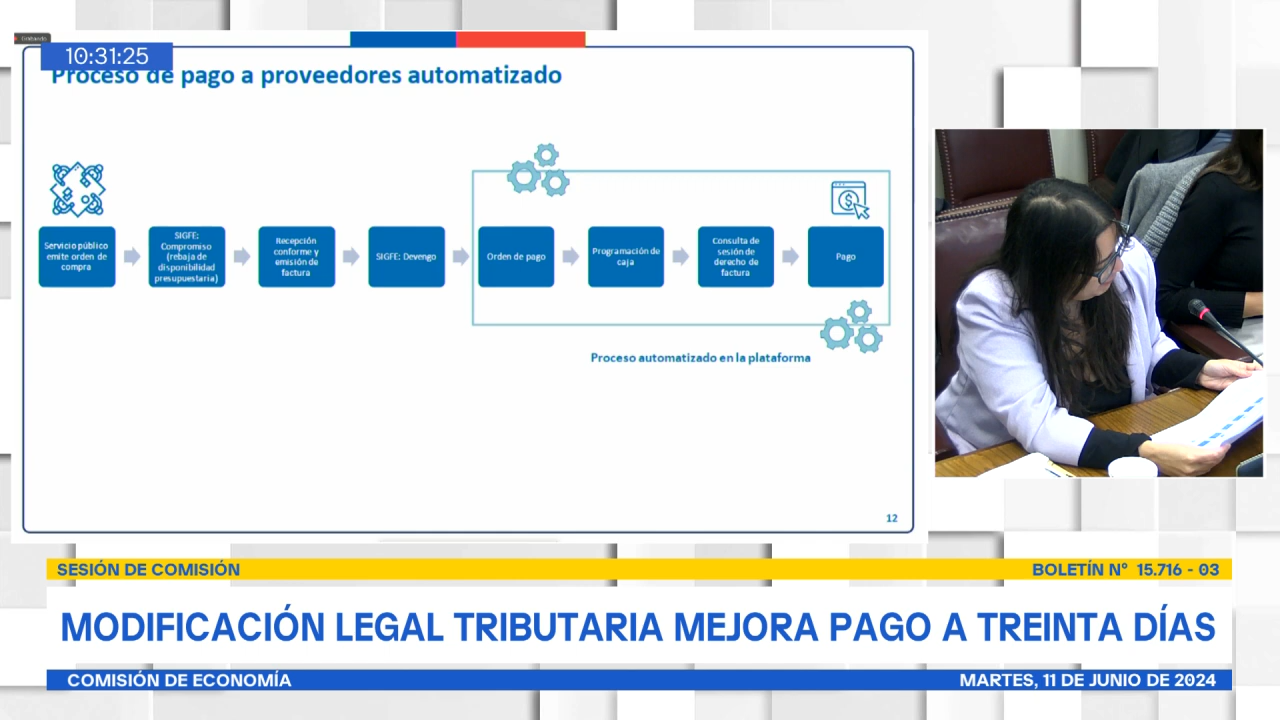 10:31:25
Proceso de pago a proveedores automatizado
Servicio público
emite orden de
compra
SIGFE:
Compromiso
(rebaja de
disponibilidad
presupuestaria)
Recepción
conforme y
emisión de
factura
SIGFE: Devengo
Orden de pago
Programación de
caja
Consulta de
sesión de
derecho de
factura
Pago
Proceso automatizado en la plataforma
12
SESIÓN DE COMISIÓN
BOLETÍN N° 15.716 - 03
MODIFICACIÓN LEGAL TRIBUTARIA MEJORA PAGO A TREINTA DÍAS
COMISIÓN DE ECONOMÍA
MARTES, 11 DE JUNIO DE 2024